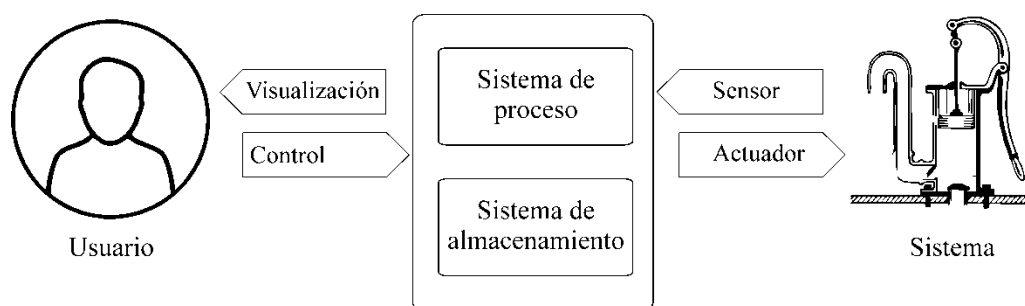 Usuario
Visualización
Control
Sistema de
proceso
Sistema de
almacenamiento
Sensor
Actuador
Sistema